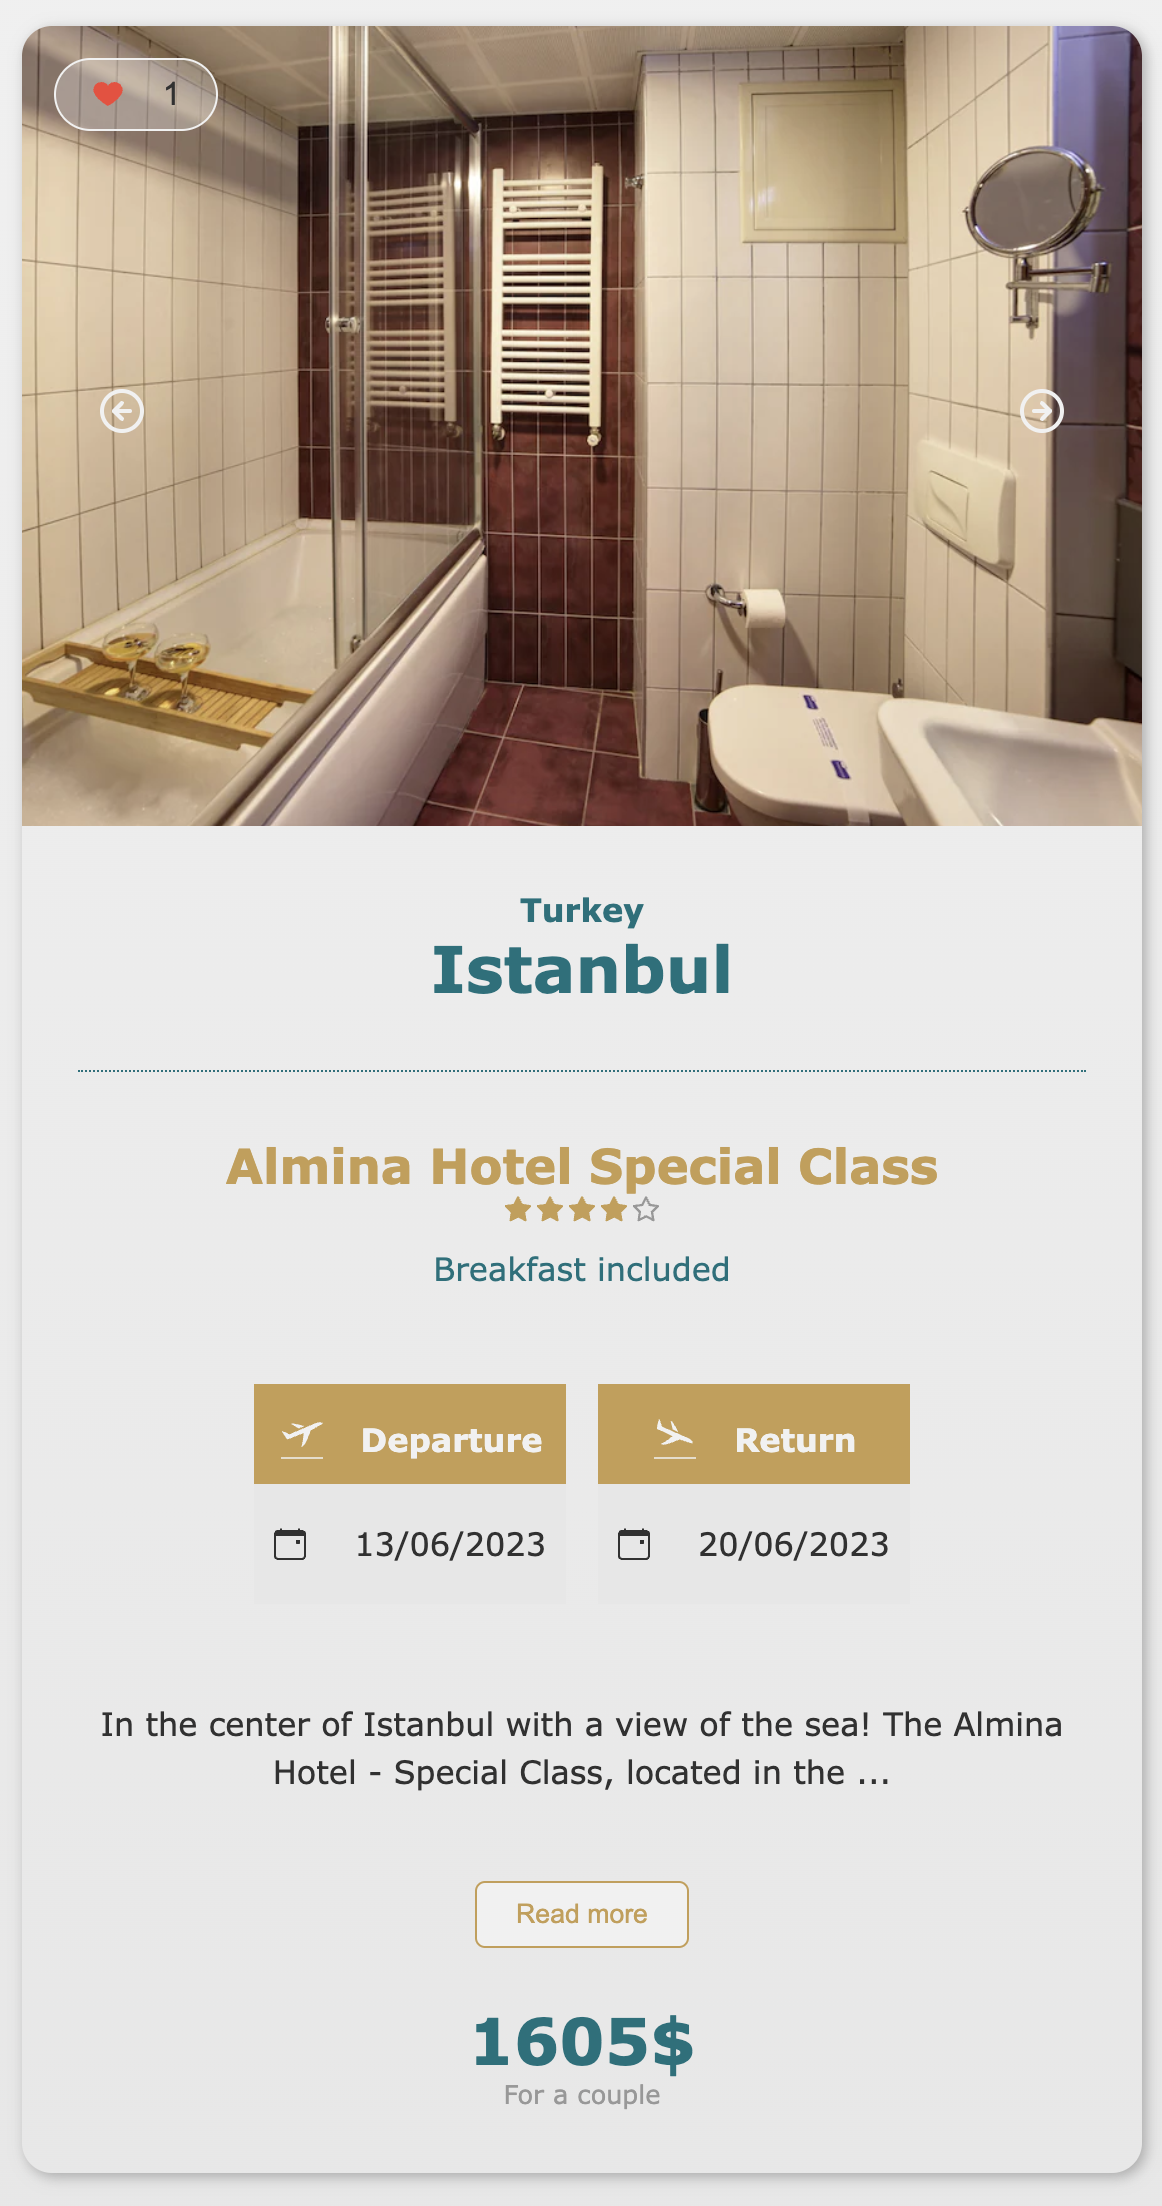 1
Turkey
Istanbul
Almina Hotel Special Class
Breakfast included
Departure
Return
13/06/2023
20/06/2023
In the center of Istanbul with a view of the sea! The Almina
Hotel - Special Class, located in the ...
Read more
1605$
For a couple